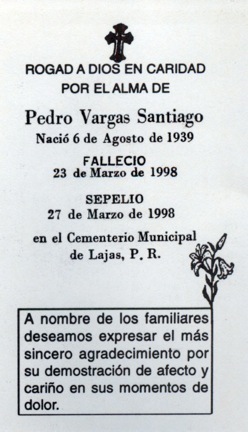 ROGAD A DIOS EN CARIDAD
POR EL ALMA DE
Pedro Vargas Santiago
Nació 6 de Agosto de 1939
FALLECIO
23 de Marzo de 1998
SEPELIO
27 de Marzo de 1998
en el Cementerio Municipal
de Lajas, P. R.
A nombre de los familiares
deseamos expresar el más
sincero agradecimiento por
su demostración de afecto y
cariño en sus momentos de
dolor.